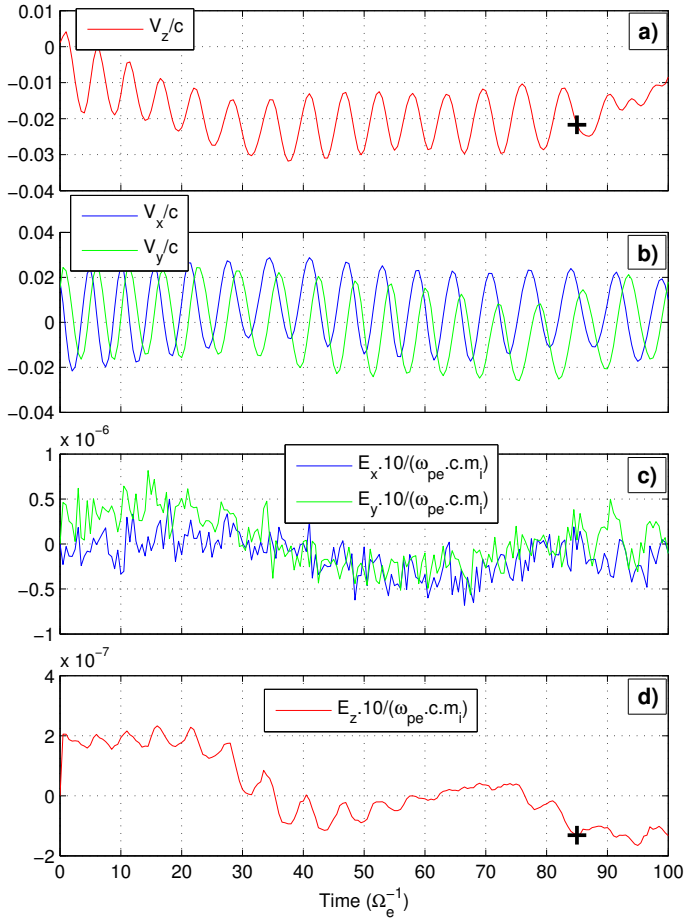 0.01
0
−0.01
−0.02
−0.03
−0.04
V_z/c
a)
0.04
0.02
0
−0.02
−0.04
V_x/c
V_y/c
b)
x 10^−6
1
0.5
0
−0.5
−1
E_x.10/(ω_pe.c.m_i)
E_y.10/(ω_pe.c.m_i)
c)
x 10^−7
4
2
0
−2
E_z.10/(ω_pe.c.m_i)
d)
0 10 20 30 40 50 60 70 80 90 100
Time (Ω_e^−1)